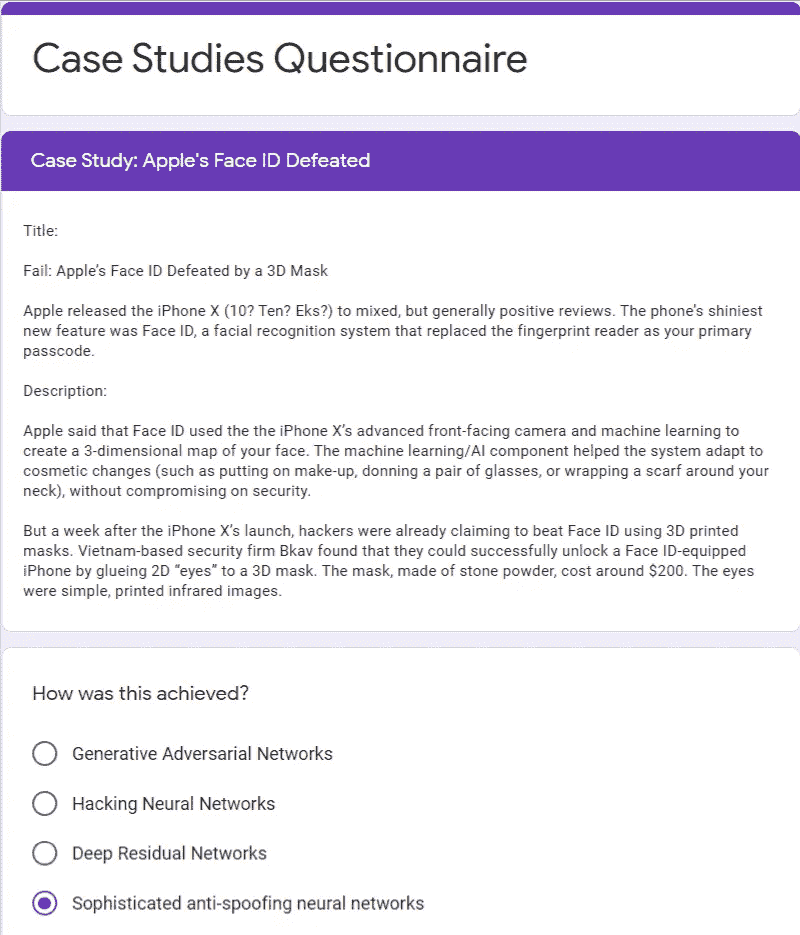 Case Studies Questionnaire
Case Study: Apple's Face ID Defeated
Title:
Fail: Apple’s Face ID Defeated by a 3D Mask
Apple released the iPhone X (10? Ten? Eks?) to mixed, but generally positive reviews. The phone’s shiniest
new feature was Face ID, a facial recognition system that replaced the fingerprint reader as your primary
passcode.
Description:
Apple said that Face ID used the the iPhone X’s advanced front-facing camera and machine learning to
create a 3-dimensional map of your face. The machine learning/AI component helped the system adapt to
cosmetic changes (such as putting on make-up, donning a pair of glasses, or wrapping a scarf around your
neck), without compromising on security.
But a week after the iPhone X’s launch, hackers were already claiming to beat Face ID using 3D printed
masks. Vietnam-based security firm Bkav found that they could successfully unlock a Face ID-equipped
iPhone by glueing 2D “eyes” to a 3D mask. The mask, made of stone powder, cost around $200. The eyes
were simple, printed infrared images.
How was this achieved?
Generative Adversarial Networks
Hacking Neural Networks
Deep Residual Networks
Sophisticated anti-spoofing neural networks